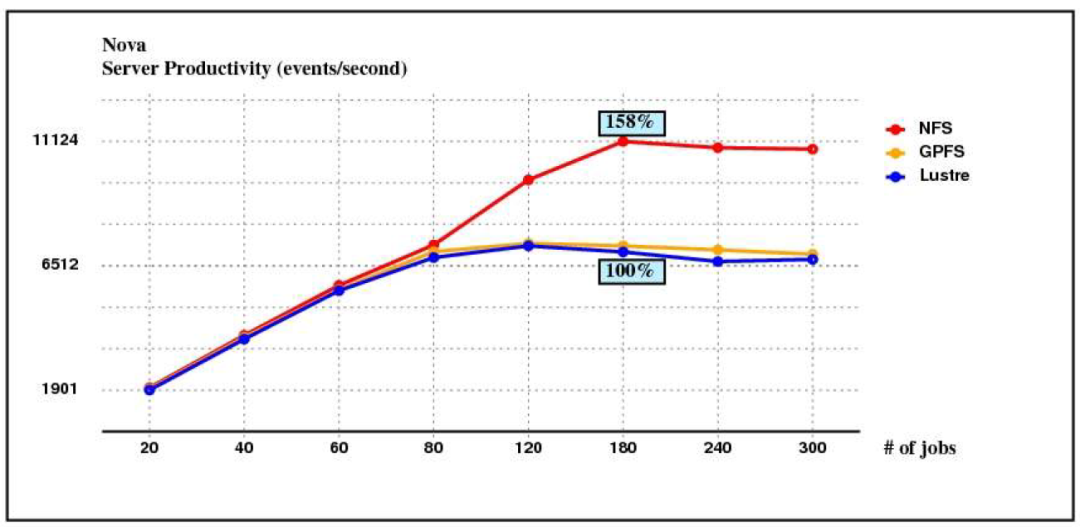 Nova
Server Productivity (events/second)
158%
11124
NFS
GPFS
Lustre
6512
100%
1901
20 40 60 80 120 180 240 300
# of jobs